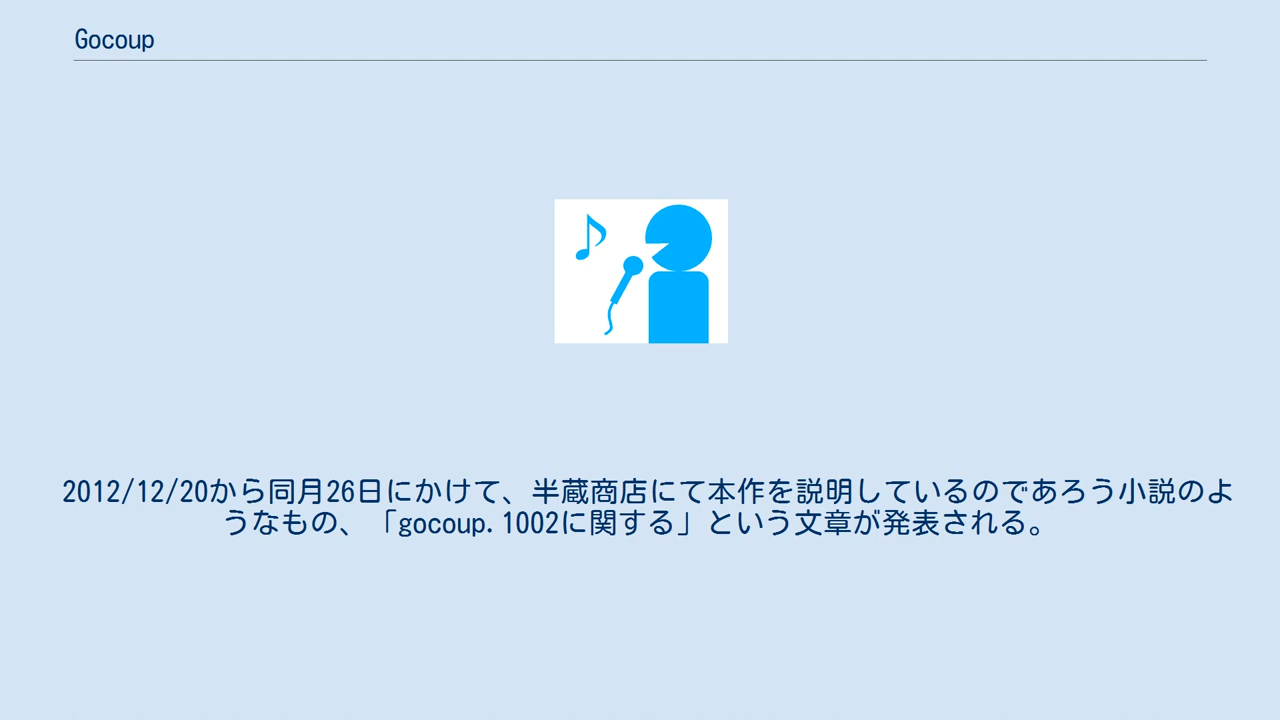 Gocoup
2012/12/20から同月26日にかけて、半蔵商店にて本作を説明しているのであろう小説のよ
うなもの、「gocoup.1002に関する」という文章が発表される。